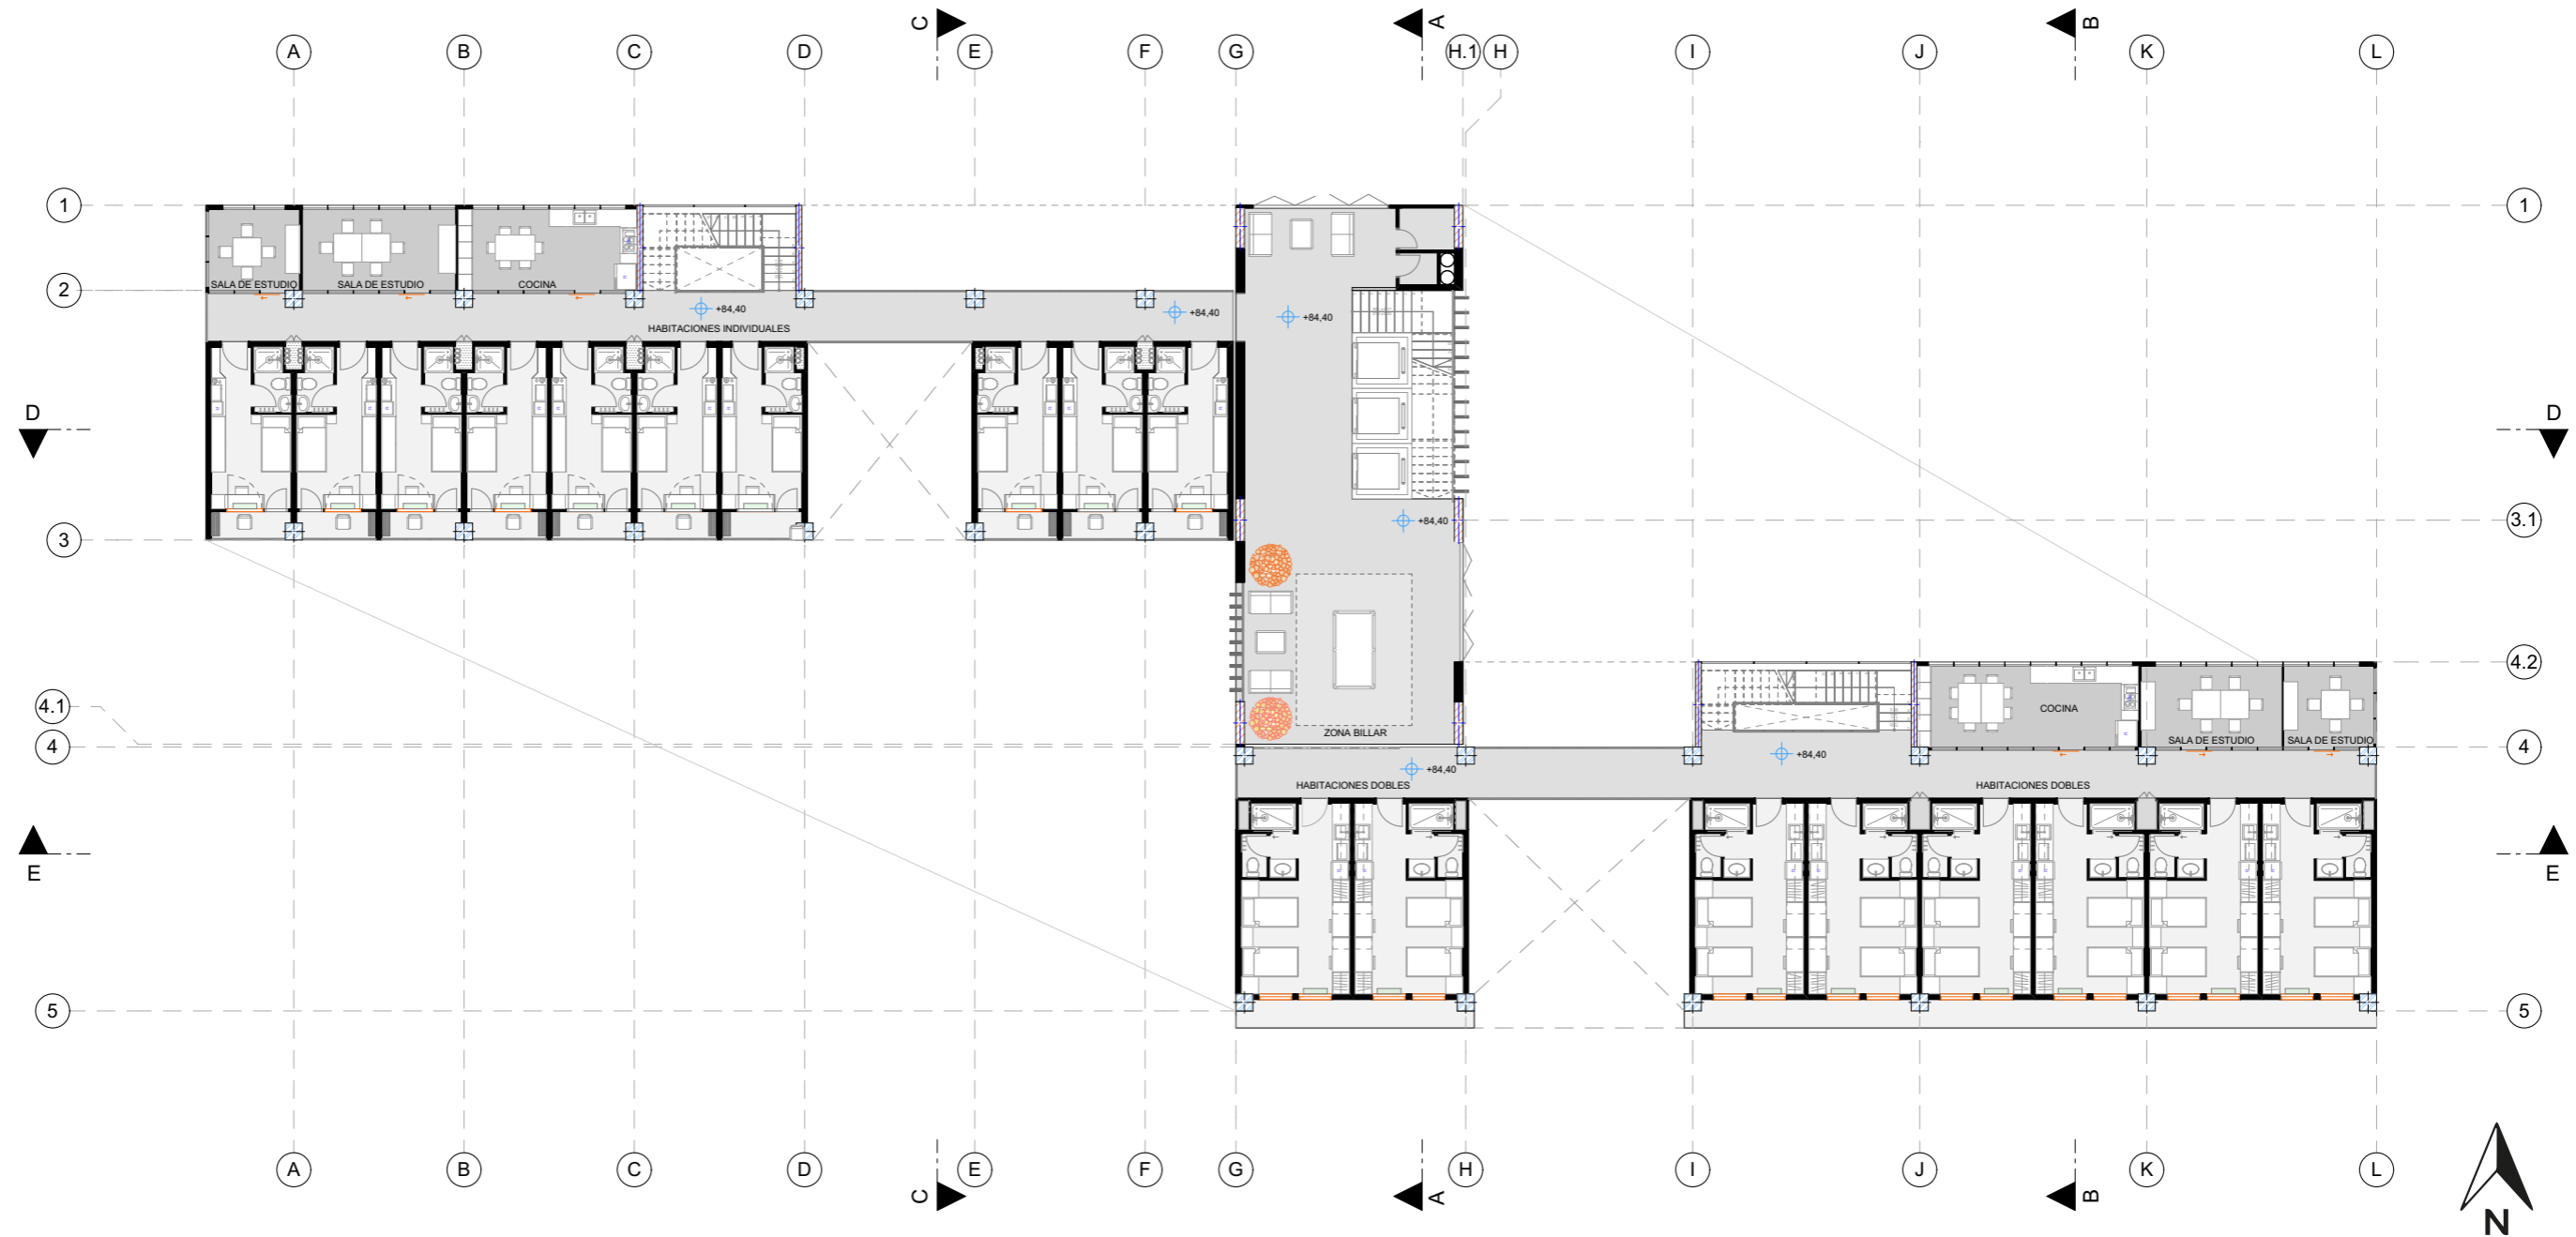 C
A
B
A
B
C
D
E
F
G
H.1
H
I
J
K
L
1
1
2
SALA DE ESTUDIO
SALA DE ESTUDIO
COCINA
+84,40
+84,40
+84,40
HABITACIONES INDIVIDUALES
D
D
3
+84,40
3.1
4.2
4.1
COCINA
ZONA BILLAR
SALA DE ESTUDIO
SALA DE ESTUDIO
4
4
+84,40
+84,40
HABITACIONES DOBLES
HABITACIONES DOBLES
E
E
5
5
A
B
C
D
E
F
G
H
I
J
K
L
C
A
B
N